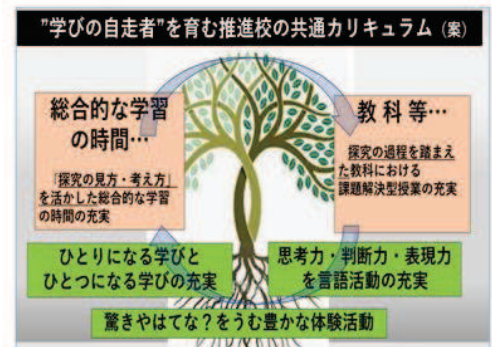 ”学びの自走者”を育む推進校の共通カリキュラム（案）
総合的な学習
の時間…
「探究の見方・考え方」
を活かした総合的な学習
の時間の充実
教科等…
探究の過程を踏まえ
た教科における
課題解決型授業の充実
ひとりになる学びと
ひとつになる学びの充実
思考力・判断力・表現力
を言語活動の充実
驚きやはてな？をうむ豊かな体験活動